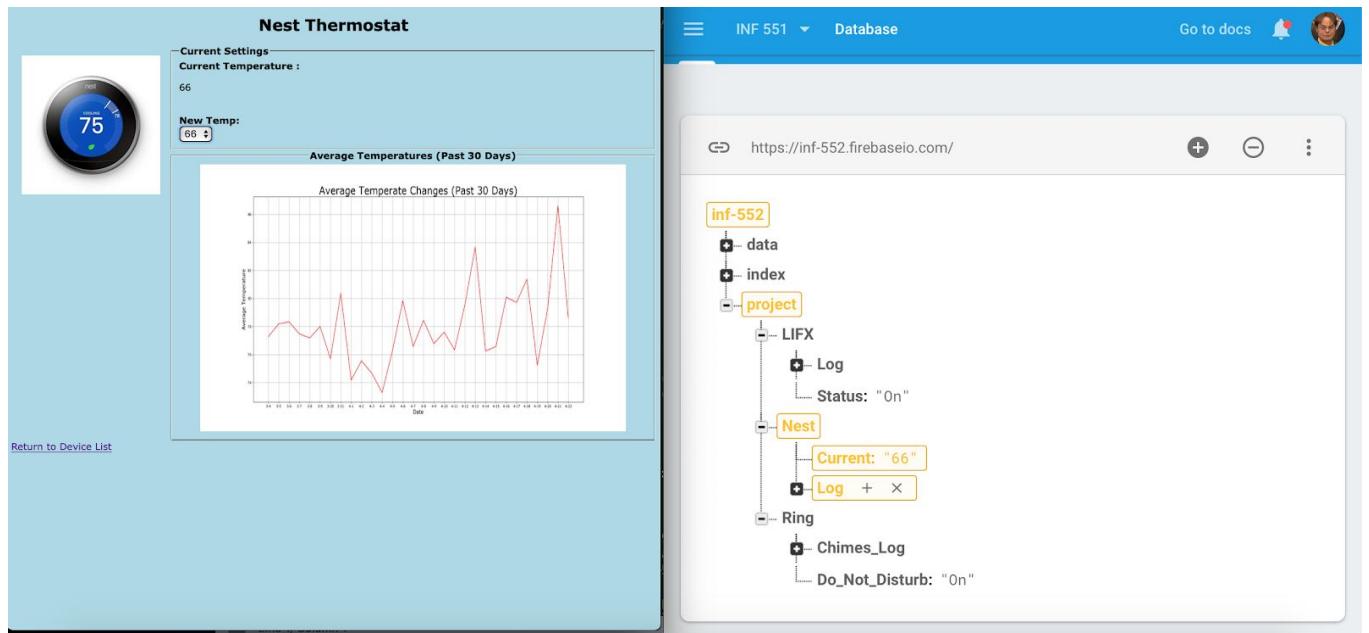 Nest Thermostat
Current Settings
Current Temperature :
66
New Temp:
66
nest
COOLING
75
Average Temperatures (Past 30 Days)
Average Temperate Changes (Past 30 Days)
Average Temperature
Date
Return to Device List
INF 551
Database
Go to docs
https://inf-552.firebaseio.com/
inf-552
data
index
project
LIFX
Log
Status: "On"
Nest
Current: "66"
Log + ×
Ring
Chimes_Log
Do_Not_Disturb: "On"